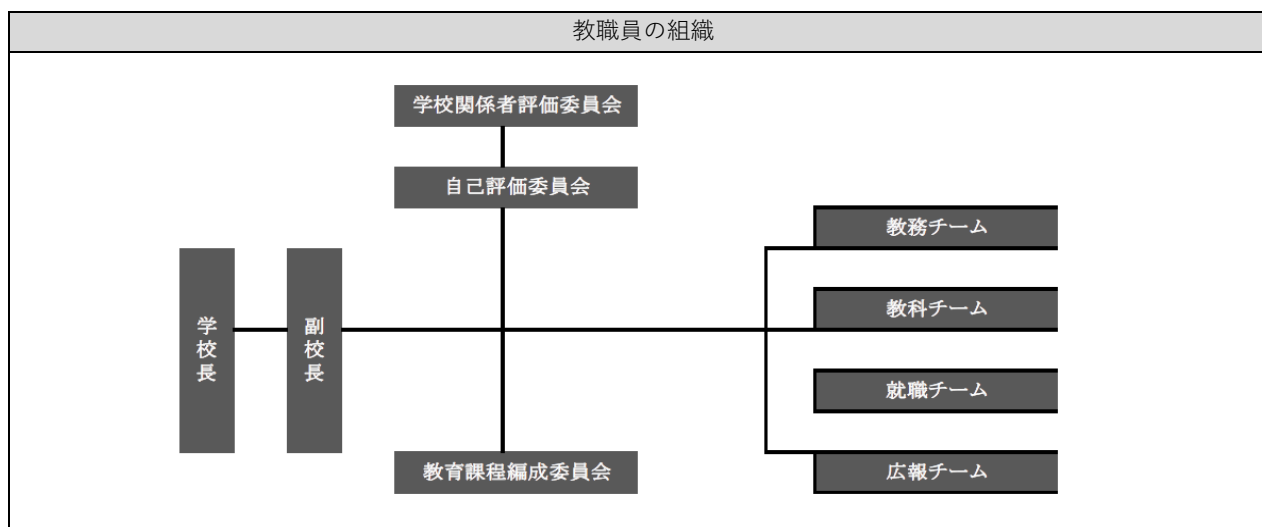 教職員の組織
学校関係者評価委員会
自己評価委員会
学校長
副校長
教務チーム
教科チーム
就職チーム
広報チーム
教育課程編成委員会